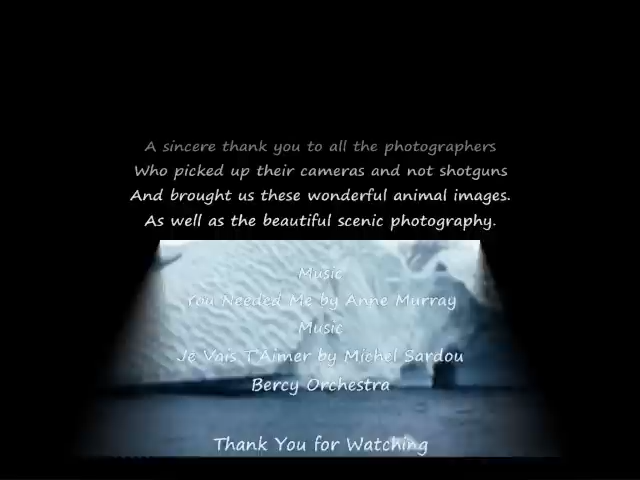 A sincere thank you to all the photographers
Who picked up their cameras and not shotguns
And brought us these wonderful animal images.
As well as the beautiful scenic photography.
Music
You Needed Me by Anne Murray
Music
Je Vais T'Aimer by Michel Sardou
Bercy Orchestra
Thank You for Watching